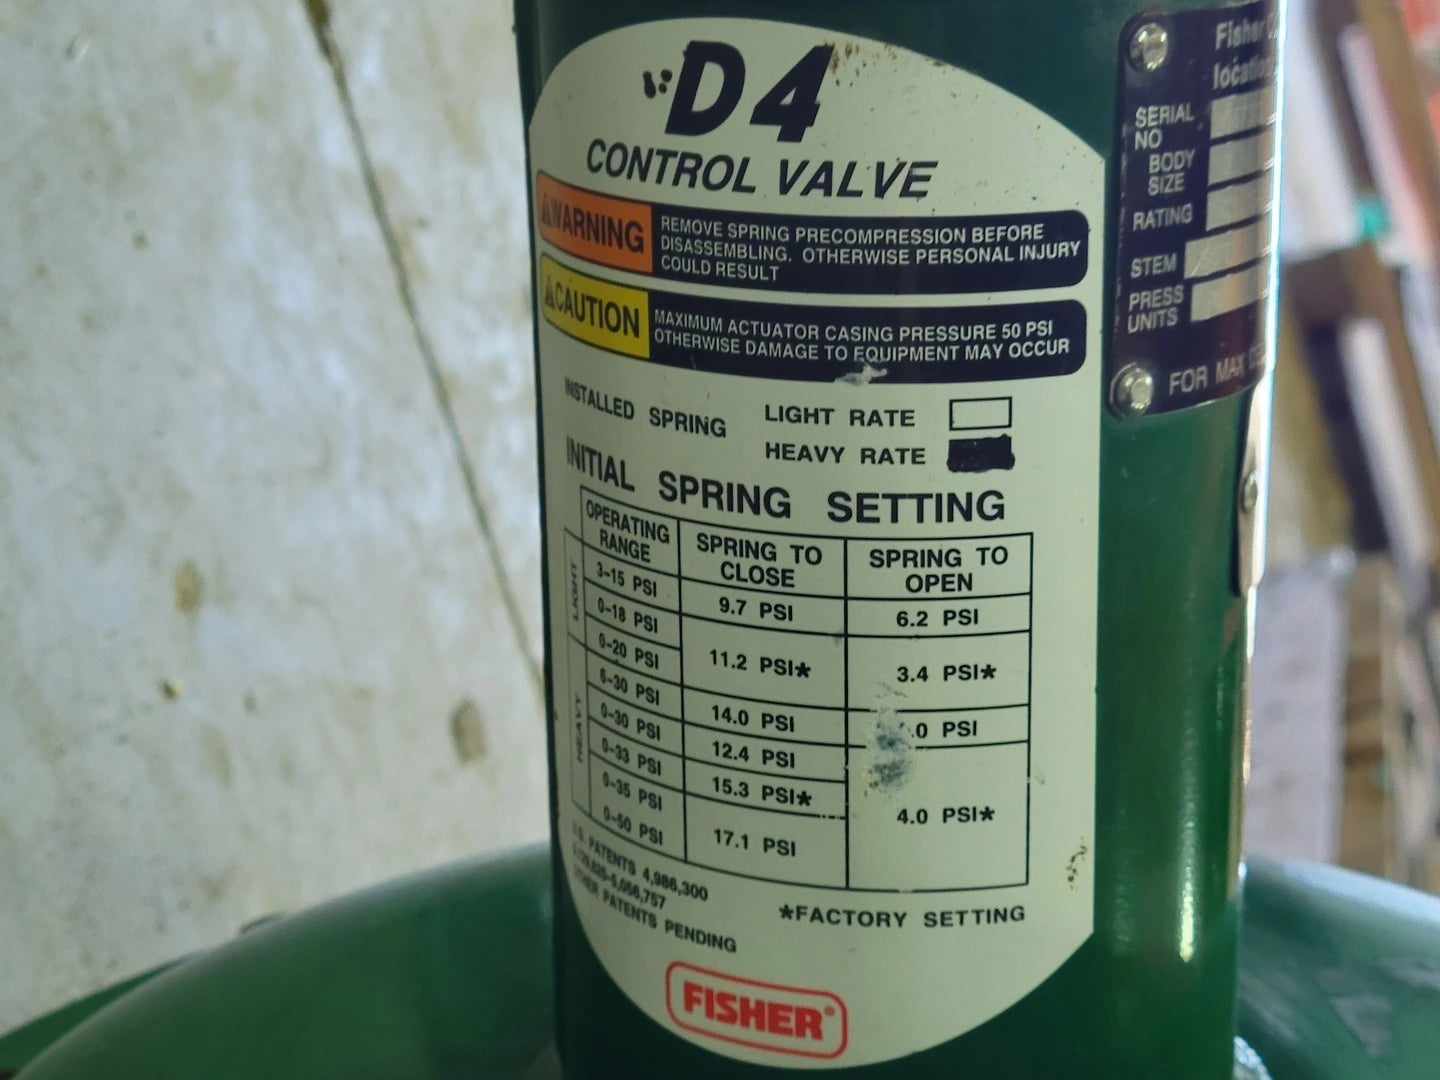 D4
CONTROL VALVE
WARNING
REMOVE SPRING PRECOMPRESSION BEFORE
DISASSEMBLING. OTHERWISE PERSONAL INJURY
COULD RESULT
CAUTION
MAXIMUM ACTUATOR CASING PRESSURE 50 PSI
OTHERWISE DAMAGE TO EQUIPMENT MAY OCCUR
INSTALLED SPRING
LIGHT RATE
HEAVY RATE
INITIAL SPRING SETTING
OPERATING RANGE
SPRING TO CLOSE
SPRING TO OPEN
LIGHT
3-15 PSI
9.7 PSI
6.2 PSI
0-18 PSI
0-20 PSI
11.2 PSI*
3.4 PSI*
HEAVY
6-30 PSI
14.0 PSI
.0 PSI
0-30 PSI
12.4 PSI
0-33 PSI
15.3 PSI*
4.0 PSI*
0-35 PSI
0-50 PSI
17.1 PSI
U.S. PATENTS 4,986,300
5,056,757
OTHER PATENTS PENDING
*FACTORY SETTING
FISHER®
Fisher
SERIAL
NO
BODY
SIZE
RATING
STEM
PRESS
UNITS
FOR MAX